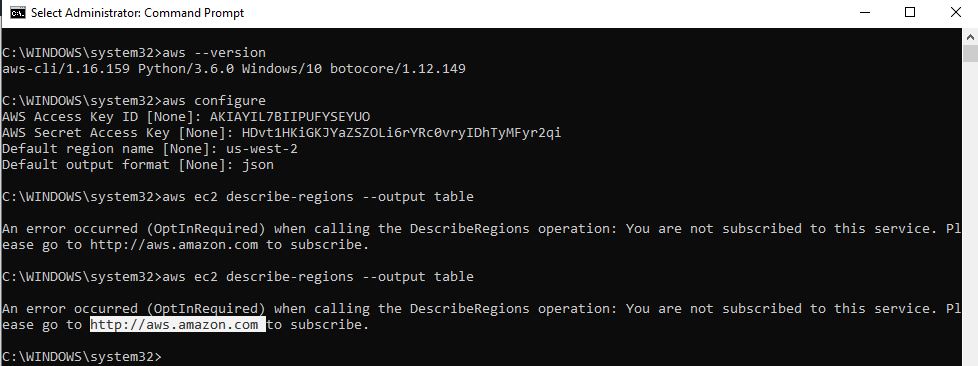 Select Administrator: Command Prompt
C:\WINDOWS\system32>aws --version
aws-cli/1.16.159 Python/3.6.0 Windows/10 botocore/1.12.149
C:\WINDOWS\system32>aws configure
AWS Access Key ID [None]: AKIAYIL7BIIPUFYSEYUO
AWS Secret Access Key [None]: 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
Default region name [None]: us-west-2
Default output format [None]: json
C:\WINDOWS\system32>aws ec2 describe-regions --output table
An error occurred (OptInRequired) when calling the DescribeRegions operation: You are not subscribed to this service. Pl
ease go to http://aws.amazon.com to subscribe.
C:\WINDOWS\system32>aws ec2 describe-regions --output table
An error occurred (OptInRequired) when calling the DescribeRegions operation: You are not subscribed to this service. Pl
ease go to http://aws.amazon.com to subscribe.
C:\WINDOWS\system32>